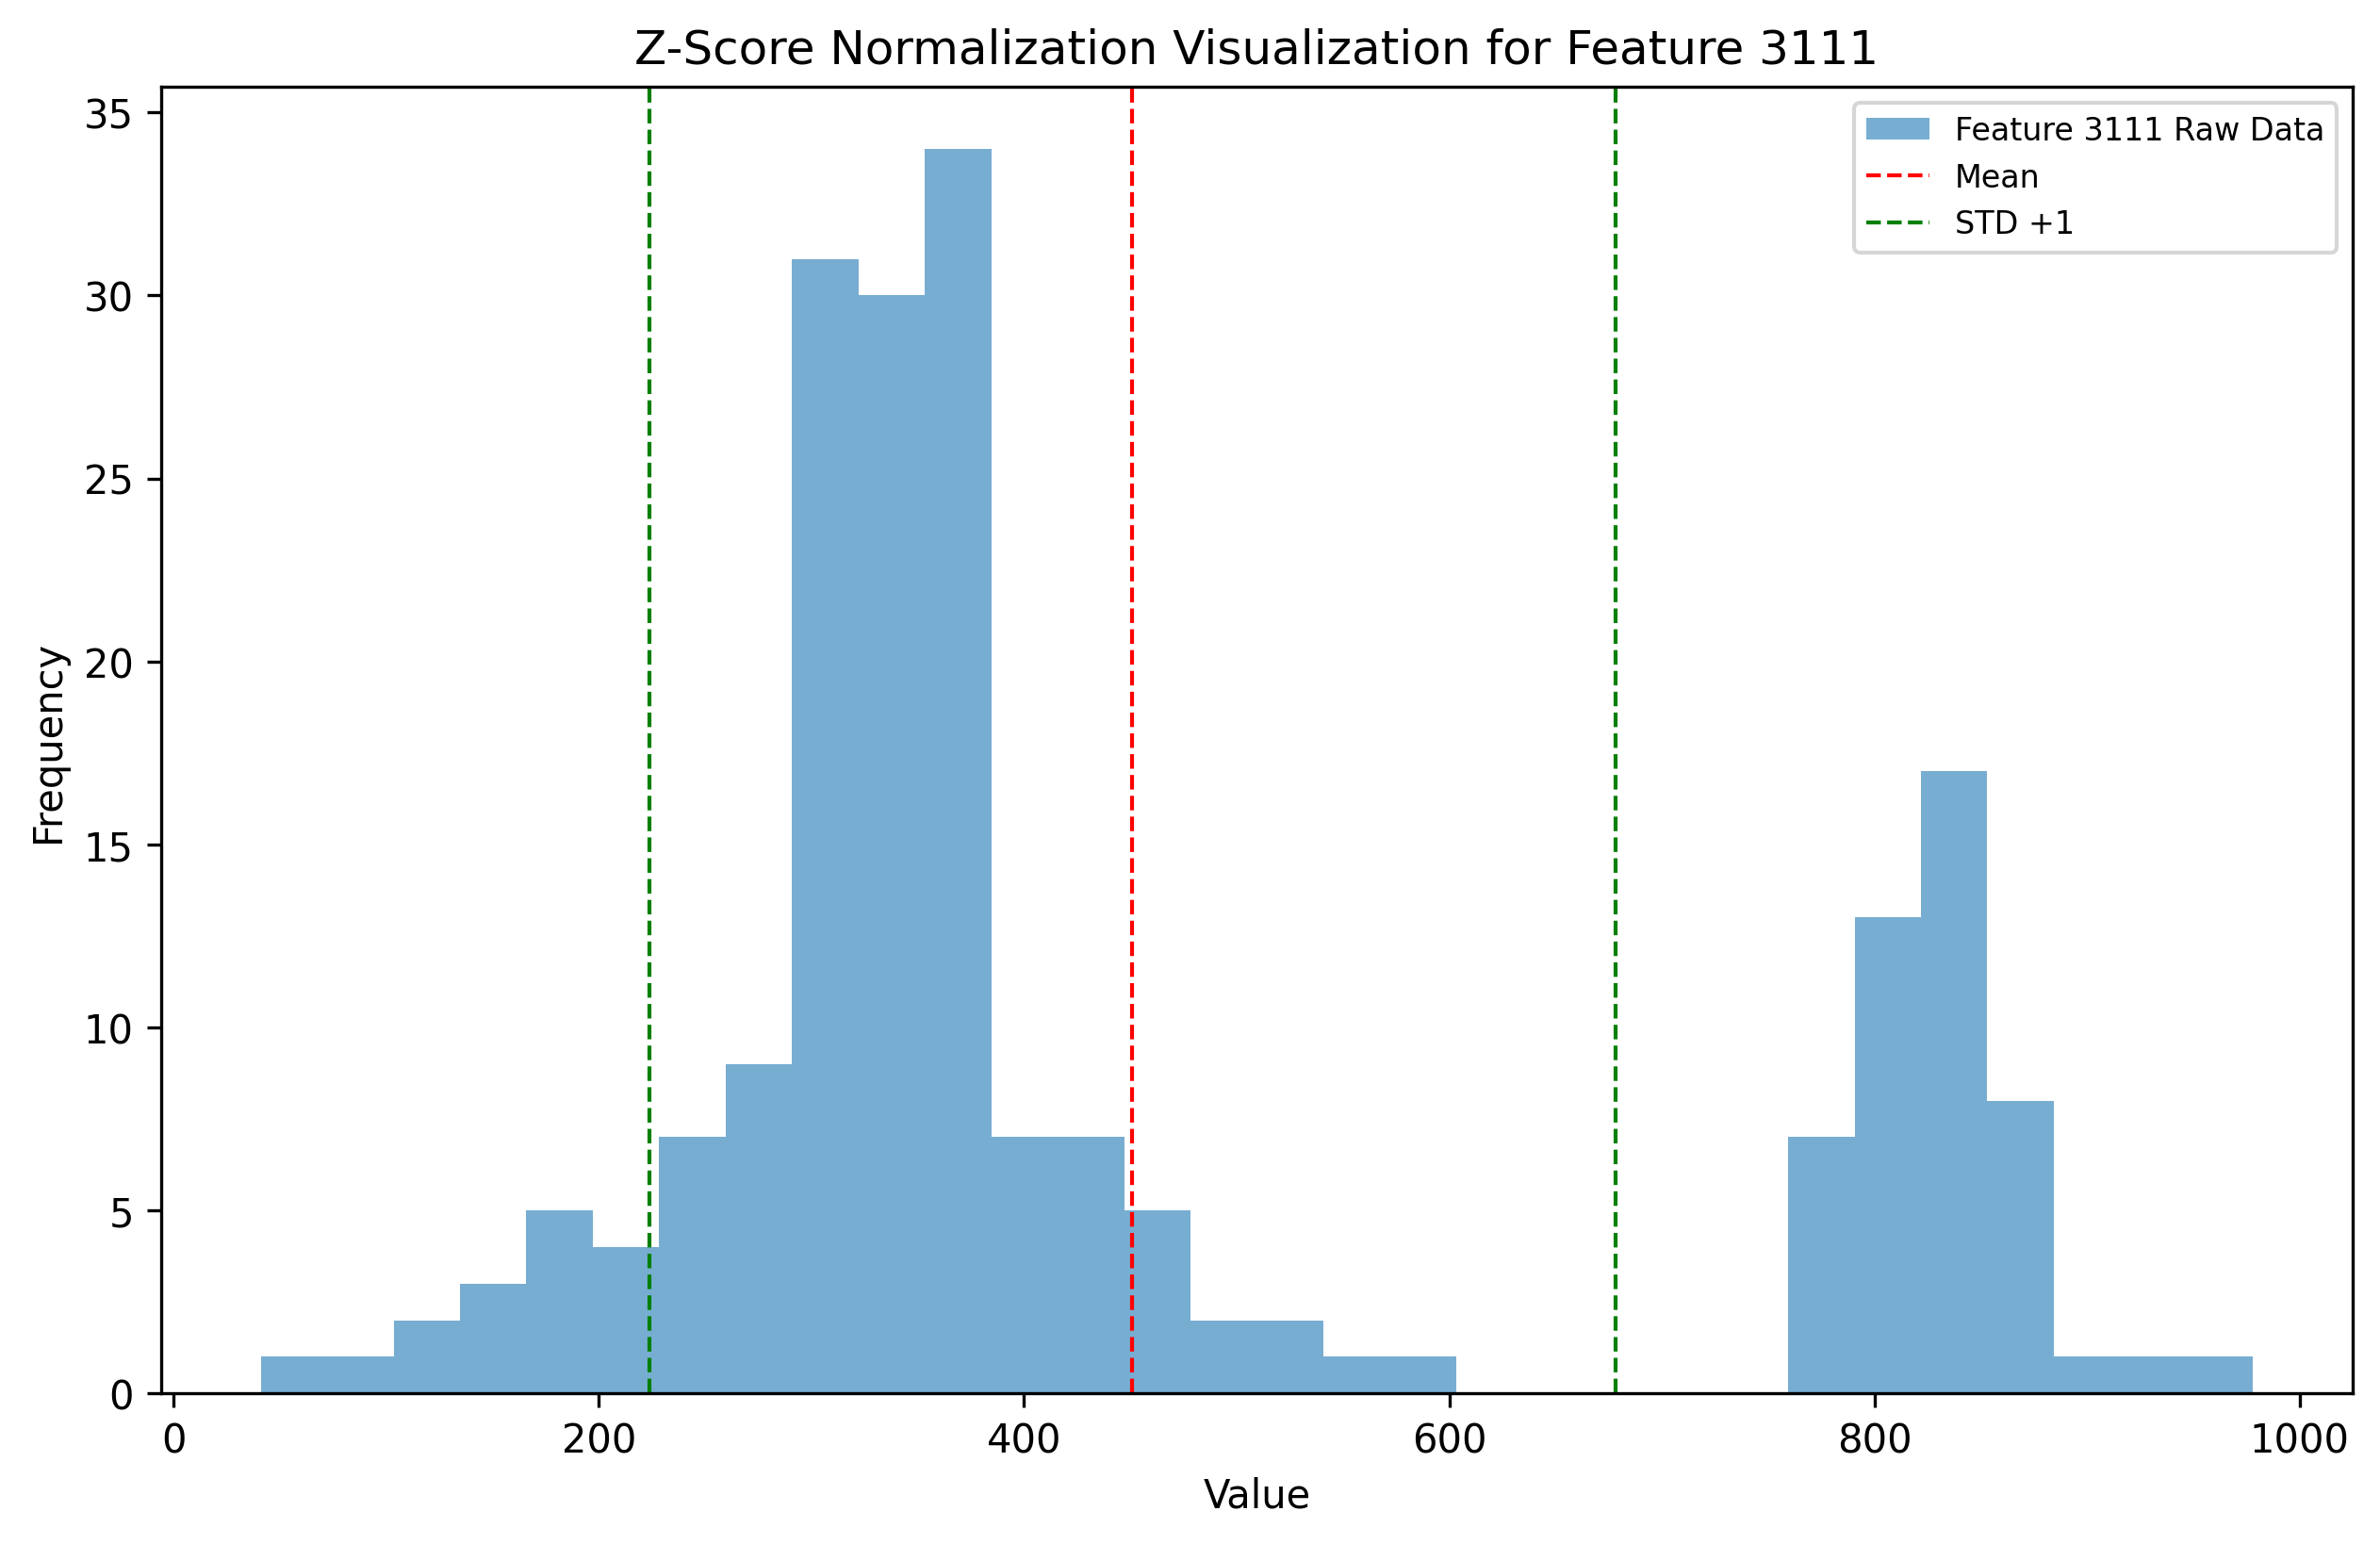 Z-Score Normalization Visualization for Feature 3111
Feature 3111 Raw Data
Mean
STD +1
35
30
25
20
15
10
5
0
Frequency
0 200 400 600 800 1000
Value